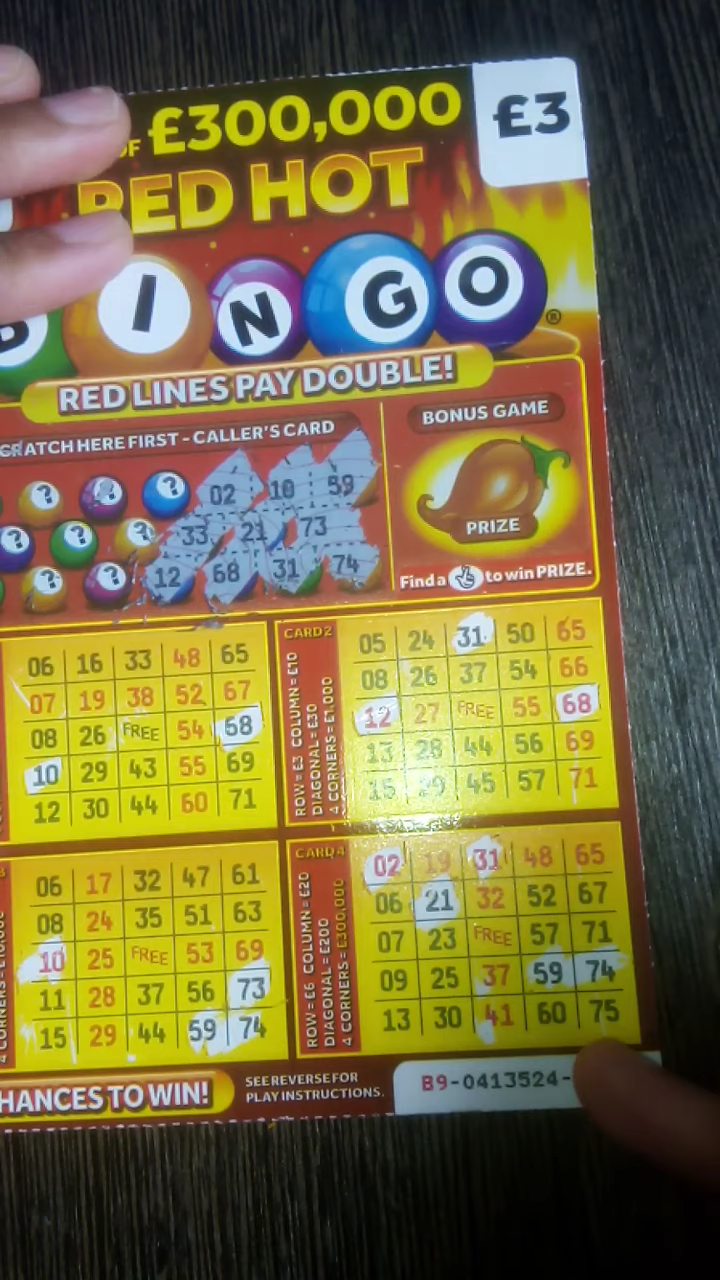 OF £300,000
£3
RED HOT
BINGO®
RED LINES PAY DOUBLE!
SCRATCH HERE FIRST - CALLER'S CARD
? ? ? 02 10 59
? ? ? 33 21 73
? ? 12 68 31 74
BONUS GAME
PRIZE
Find a to win PRIZE.
06 16 33 48 65
07 19 38 52 67
08 26 FREE 54 68
10 29 43 55 69
12 30 44 60 71
CARD 2
ROW = £3 COLUMN = £10
DIAGONAL = £30
4 CORNERS = £1,000
05 24 31 50 65
08 26 37 54 66
12 27 FREE 55 68
13 28 44 56 69
15 29 45 57 71
4 CORNERS =
06 17 32 47 61
08 24 35 51 63
10 25 FREE 53 69
11 28 37 56 73
15 29 44 59 74
CARD 4
ROW = £6 COLUMN = £20
DIAGONAL = £200
4 CORNERS = £300,000
02 19 31 48 65
06 21 32 52 67
07 23 FREE 57 71
09 25 37 59 74
13 30 41 60 75
HANCES TO WIN!
SEE REVERSE FOR
PLAY INSTRUCTIONS.
B9-0413524-